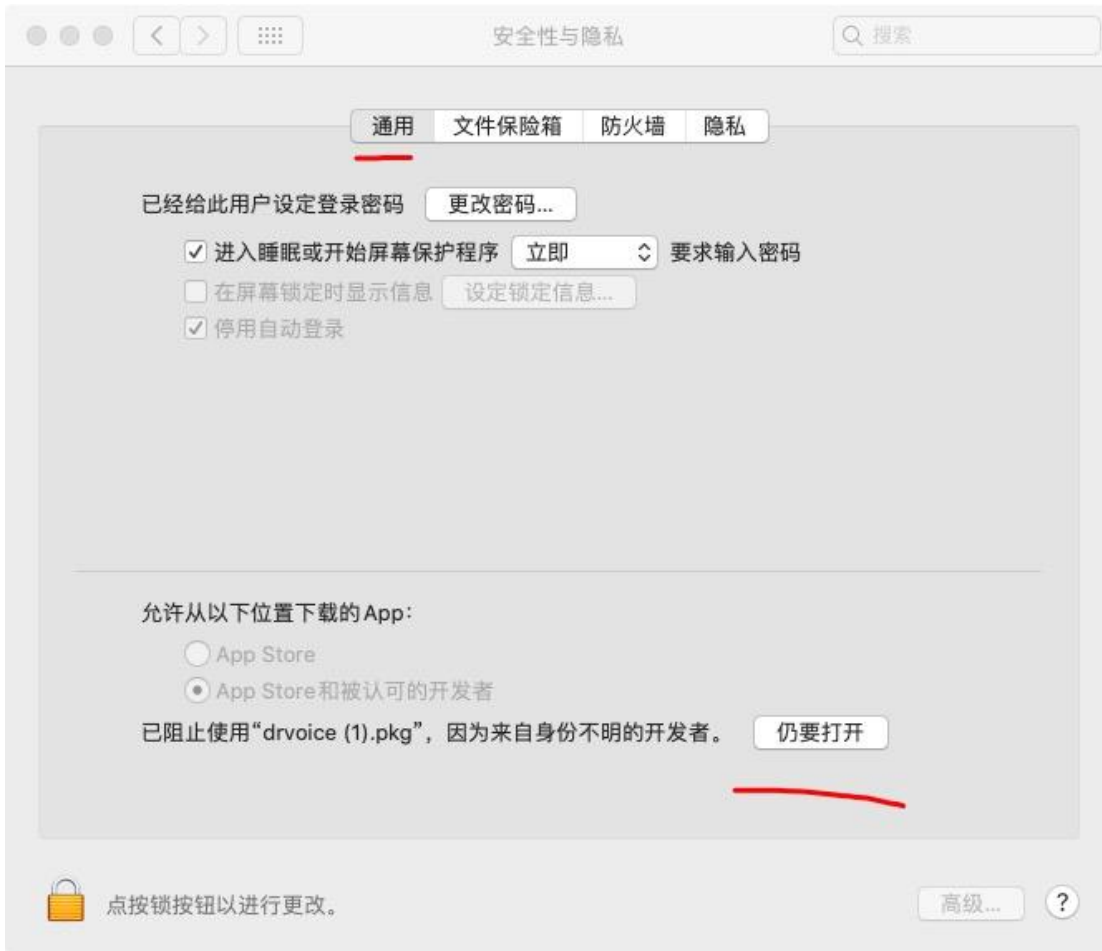 安全性与隐私
搜索
通用 文件保险箱 防火墙 隐私
已经给此用户设定登录密码 更改密码...
进入睡眠或开始屏幕保护程序 立即 要求输入密码
在屏幕锁定时显示信息 设定锁定信息...
停用自动登录
允许从以下位置下载的App:
App Store
App Store和被认可的开发者
已阻止使用“drvoice (1).pkg”，因为来自身份不明的开发者。 仍要打开
点按锁按钮以进行更改。
高级... ?